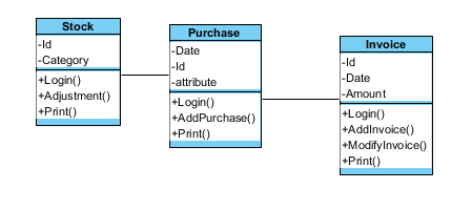 Stock
-Id
-Category
+Login()
+Adjustment()
+Print()
Purchase
-Date
-Id
-attribute
+Login()
+AddPurchase()
+Print()
Invoice
-Id
-Date
-Amount
+Login()
+AddInvoice()
+ModifyInvoice()
+Print()